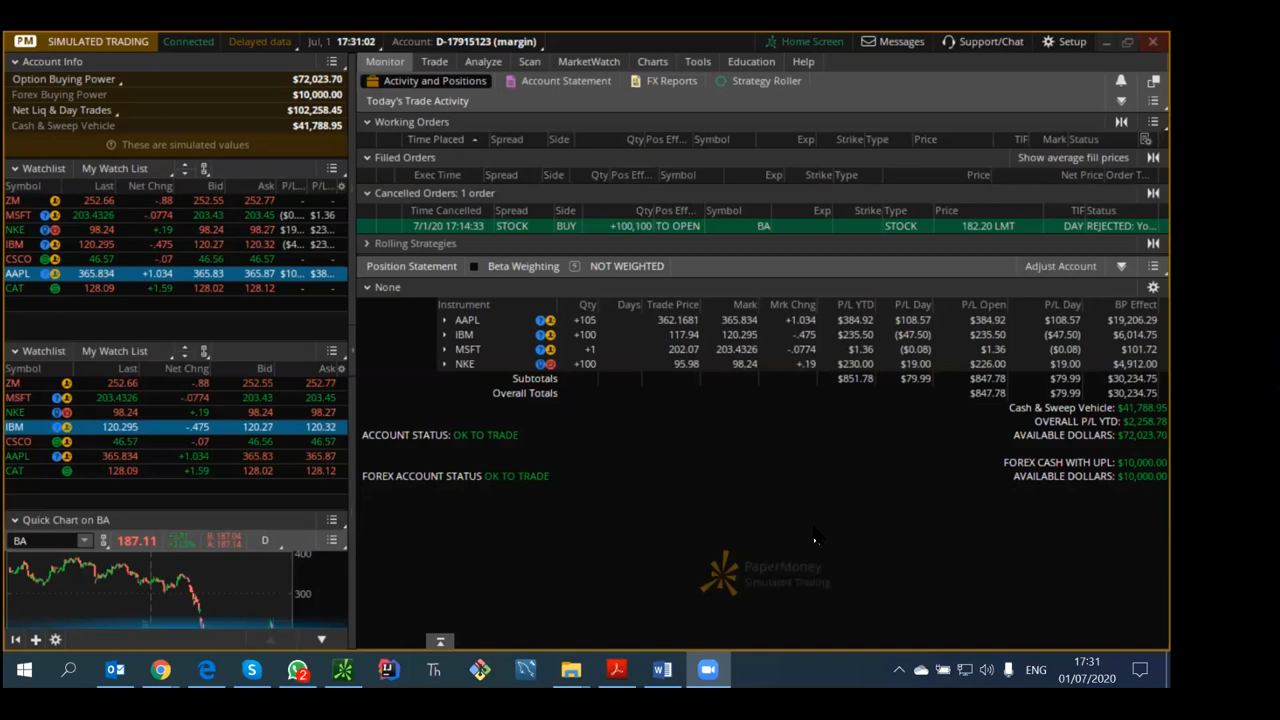 PM SIMULATED TRADING Connected Delayed data Jul, 1 17:31:02 Account: D-17915123 (margin) Home Screen Messages Support/Chat Setup
Account Info
Option Buying Power $72,023.70
Forex Buying Power $10,000.00
Net Liq & Day Trades $102,258.45
Cash & Sweep Vehicle $41,788.95
These are simulated values
Watchlist My Watch List
Symbol Last Net Chng Bid Ask P/L... P/L...
ZM 252.66 -.88 252.55 252.77 - -
MSFT 203.4326 -.0774 203.43 203.45 ($0.... $1.36
NKE 98.24 +.19 98.24 98.27 $19.... $23...
IBM 120.295 -.475 120.27 120.32 ($4... $23...
CSCO 46.57 -.07 46.56 46.57 - -
AAPL 365.834 +1.034 365.83 365.87 $10... $38...
CAT 128.09 +1.59 128.02 128.12 - -
Watchlist My Watch List
Symbol Last Net Chng Bid Ask
ZM 252.66 -.88 252.55 252.77
MSFT 203.4326 -.0774 203.43 203.45
NKE 98.24 +.19 98.24 98.27
IBM 120.295 -.475 120.27 120.32
CSCO 46.57 -.07 46.56 46.57
AAPL 365.834 +1.034 365.83 365.87
CAT 128.09 +1.59 128.02 128.12
Quick Chart on BA
BA 187.11 B: 187.04 A: 187.14 D
400
300
Monitor Trade Analyze Scan MarketWatch Charts Tools Education Help
Activity and Positions Account Statement FX Reports Strategy Roller
Today's Trade Activity
Working Orders
Time Placed Spread Side Qty Pos Eff... Symbol Exp Strike Type Price TIF Mark Status
Filled Orders Show average fill prices
Exec Time Spread Side Qty Pos Eff... Symbol Exp Strike Type Price Net Price Order T...
Cancelled Orders: 1 order
Time Cancelled Spread Side Qty Pos Eff... Symbol Exp Strike Type Price TIF Status
7/1/20 17:14:33 STOCK BUY +100,100 TO OPEN BA STOCK 182.20 LMT DAY REJECTED: Yo...
Rolling Strategies
Position Statement Beta Weighting NOT WEIGHTED Adjust Account
None
Instrument Qty Days Trade Price Mark Mrk Chng P/L YTD P/L Day P/L Open P/L Day BP Effect
AAPL +105 362.1681 365.834 +1.034 $384.92 $108.57 $384.92 $108.57 $19,206.29
IBM +100 117.94 120.295 -.475 $235.50 ($47.50) $235.50 ($47.50) $6,014.75
MSFT +1 202.07 203.4326 -.0774 $1.36 ($0.08) $1.36 ($0.08) $101.72
NKE +100 95.98 98.24 +.19 $230.00 $19.00 $226.00 $19.00 $4,912.00
Subtotals $851.78 $79.99 $847.78 $79.99 $30,234.75
Overall Totals $847.78 $79.99 $30,234.75
Cash & Sweep Vehicle: $41,788.95
OVERALL P/L YTD: $2,258.78
ACCOUNT STATUS: OK TO TRADE AVAILABLE DOLLARS: $72,023.70
FOREX CASH WITH UPL: $10,000.00
FOREX ACCOUNT STATUS OK TO TRADE AVAILABLE DOLLARS: $10,000.00
PaperMoney
Simulated Trading
2 Th ENG 17:31
01/07/2020